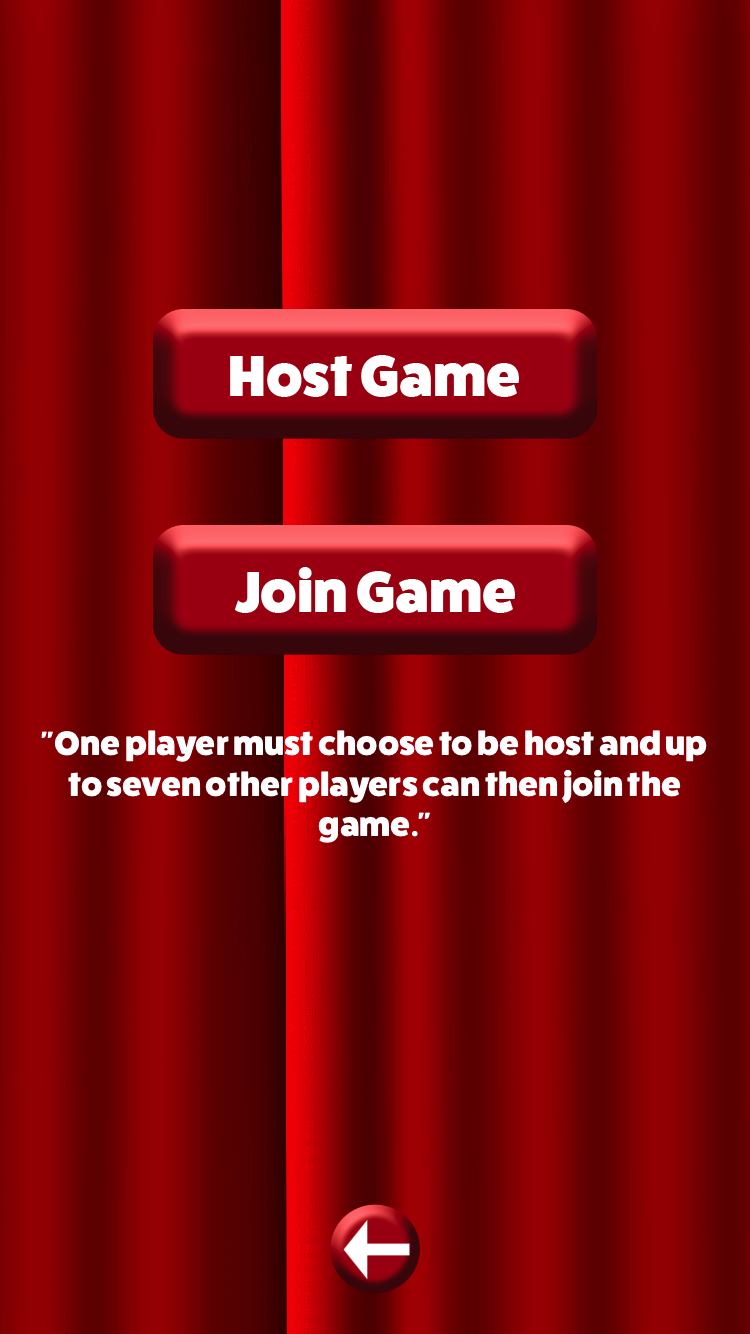 Host Game
Join Game
"One player must choose to be host and up
to seven other players can then join the
game."